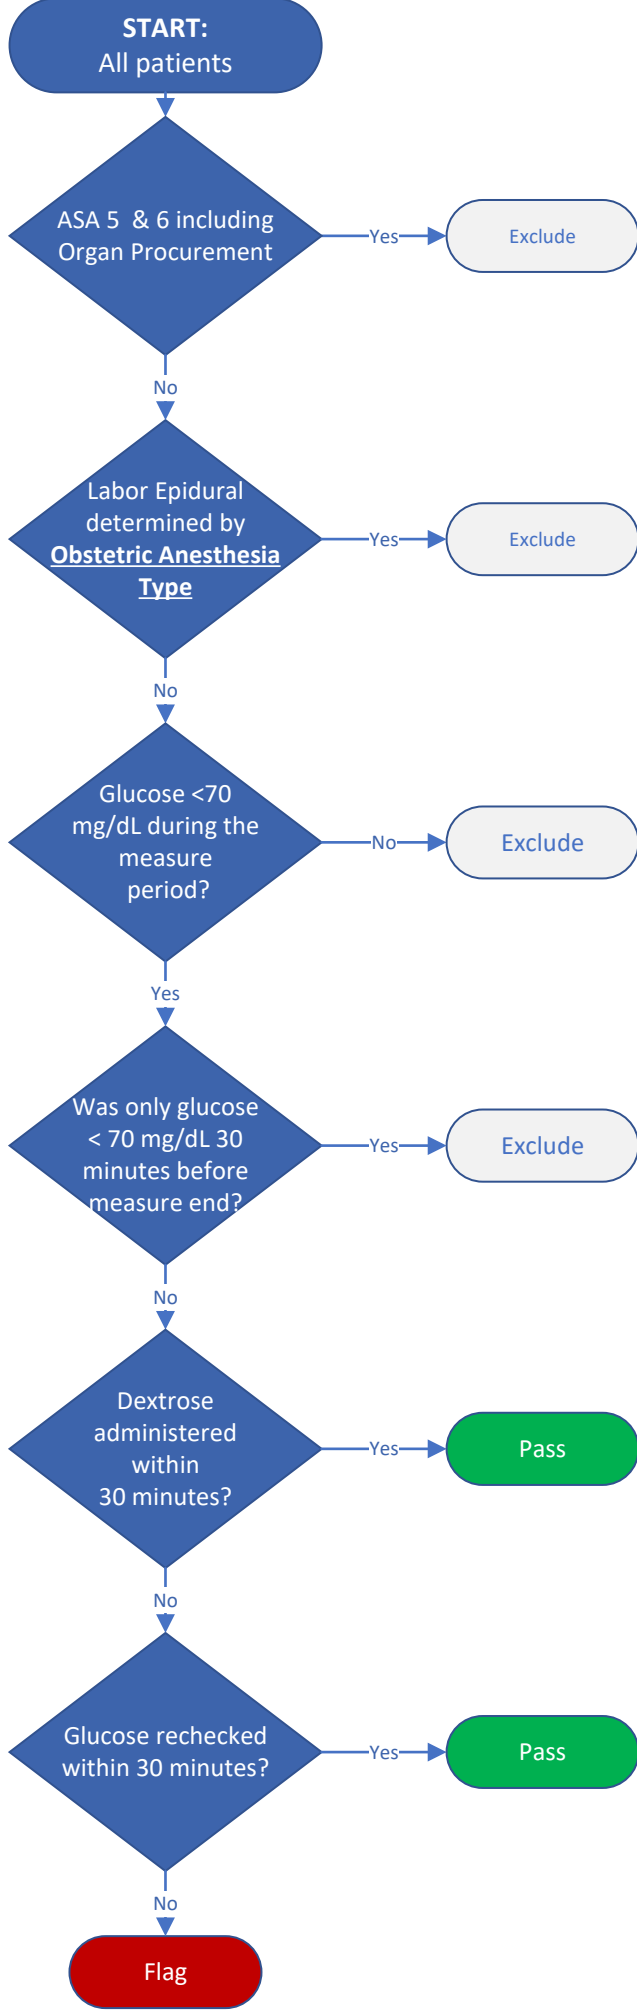 START:
All patients
ASA 5 & 6 including
Organ Procurement
Yes
Exclude
No
Labor Epidural
determined by
Obstetric Anesthesia
Type
Yes
Exclude
No
Glucose <70
mg/dL during the
measure
period?
No
Exclude
Yes
Was only glucose
< 70 mg/dL 30
minutes before
measure end?
Yes
Exclude
No
Dextrose
administered
within
30 minutes?
Yes
Pass
No
Glucose rechecked
within 30 minutes?
Yes
Pass
No
Flag